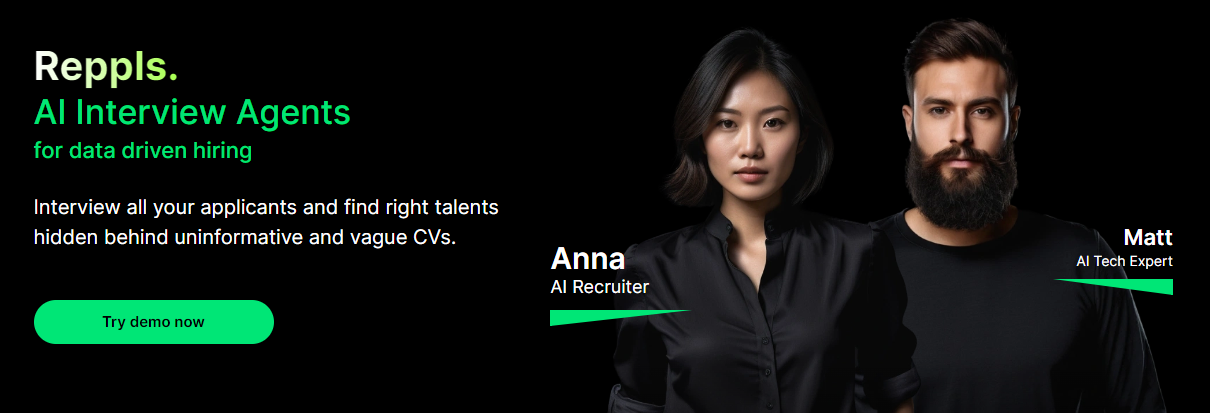 Reppls.
AI Interview Agents
for data driven hiring
Interview all your applicants and find right talents
hidden behind uninformative and vague CVs.
Try demo now
Anna
AI Recruiter
Matt
AI Tech Expert